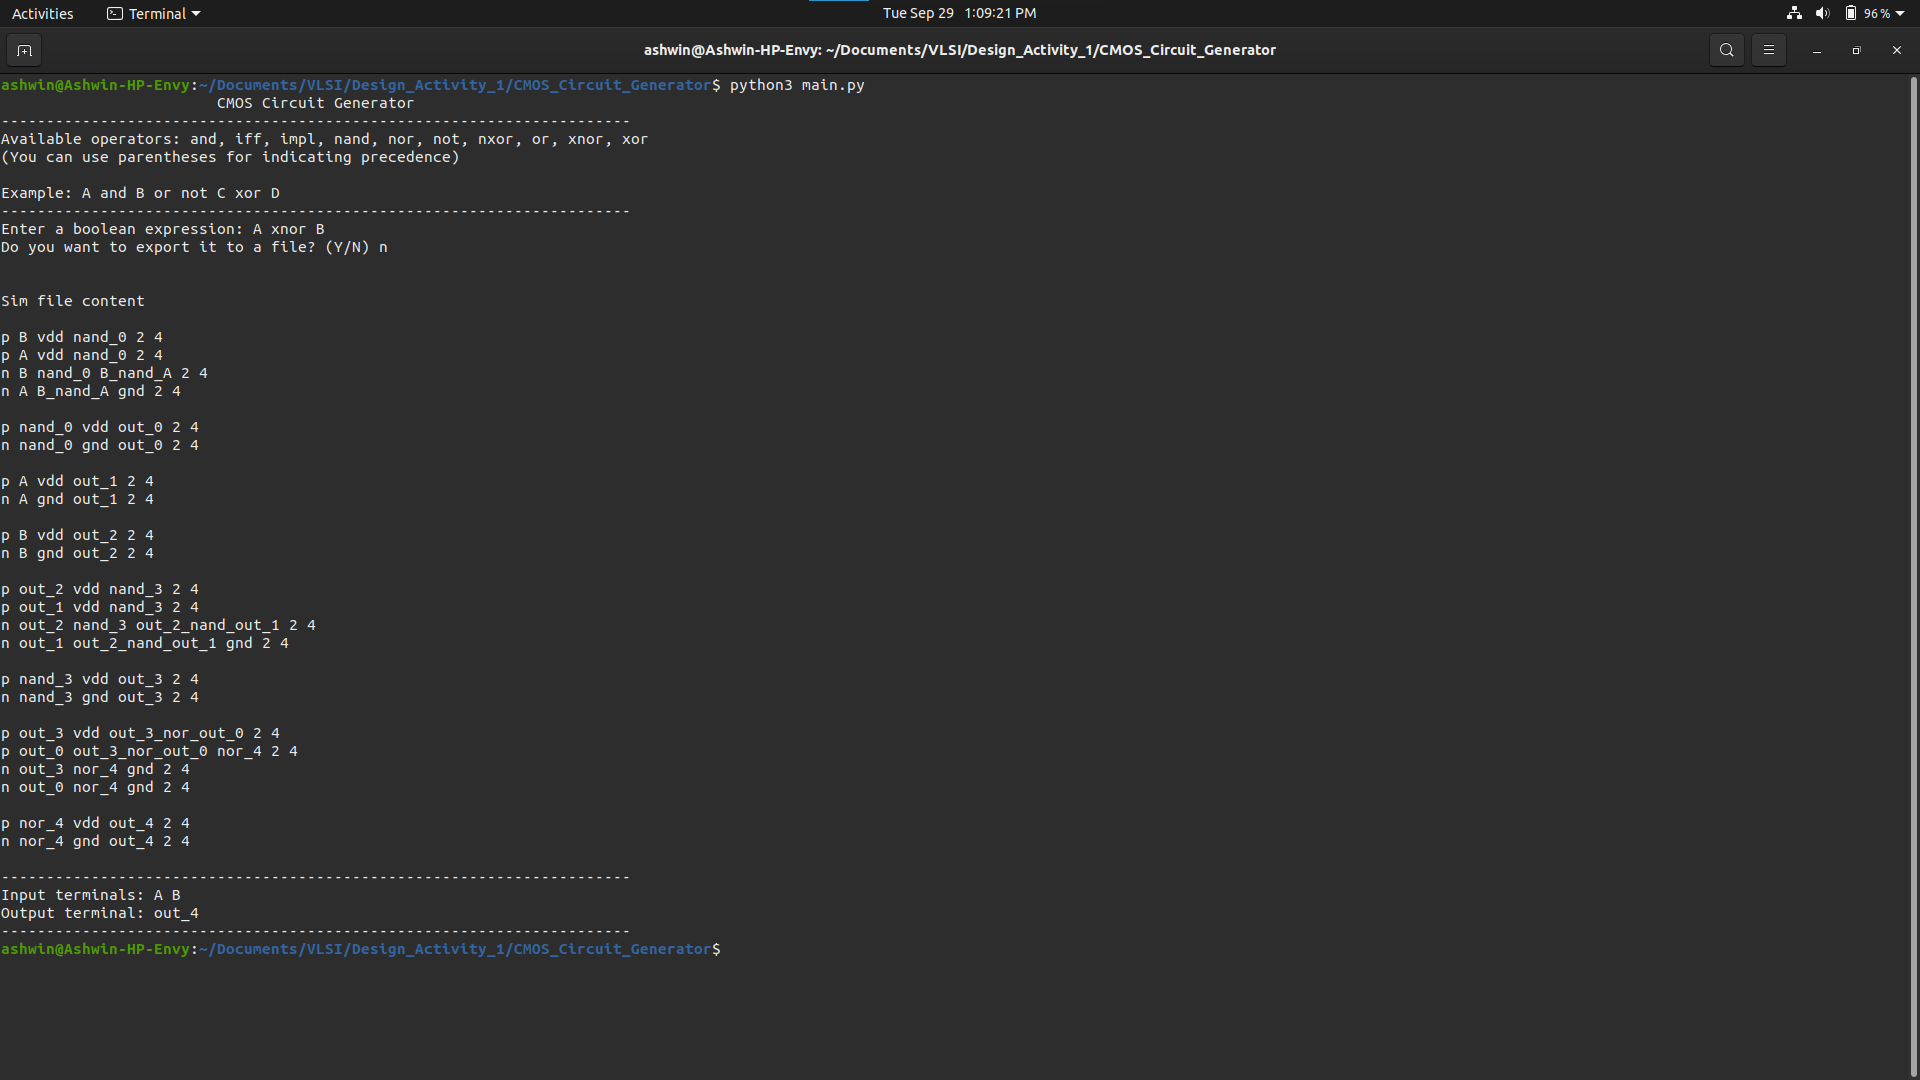 Activities Terminal Tue Sep 29 1:09:21 PM 96 %
ashwin@Ashwin-HP-Envy: ~/Documents/VLSI/Design_Activity_1/CMOS_Circuit_Generator
ashwin@Ashwin-HP-Envy:~/Documents/VLSI/Design_Activity_1/CMOS_Circuit_Generator$ python3 main.py
CMOS Circuit Generator
----------------------------------------------------------------------
Available operators: and, iff, impl, nand, nor, not, nxor, or, xnor, xor
(You can use parentheses for indicating precedence)
Example: A and B or not C xor D
----------------------------------------------------------------------
Enter a boolean expression: A xnor B
Do you want to export it to a file? (Y/N) n
Sim file content
p B vdd nand_0 2 4
p A vdd nand_0 2 4
n B nand_0 B_nand_A 2 4
n A B_nand_A gnd 2 4
p nand_0 vdd out_0 2 4
n nand_0 gnd out_0 2 4
p A vdd out_1 2 4
n A gnd out_1 2 4
p B vdd out_2 2 4
n B gnd out_2 2 4
p out_2 vdd nand_3 2 4
p out_1 vdd nand_3 2 4
n out_2 nand_3 out_2_nand_out_1 2 4
n out_1 out_2_nand_out_1 gnd 2 4
p nand_3 vdd out_3 2 4
n nand_3 gnd out_3 2 4
p out_3 vdd out_3_nor_out_0 2 4
p out_0 out_3_nor_out_0 nor_4 2 4
n out_3 nor_4 gnd 2 4
n out_0 nor_4 gnd 2 4
p nor_4 vdd out_4 2 4
n nor_4 gnd out_4 2 4
----------------------------------------------------------------------
Input terminals: A B
Output terminal: out_4
----------------------------------------------------------------------
ashwin@Ashwin-HP-Envy:~/Documents/VLSI/Design_Activity_1/CMOS_Circuit_Generator$